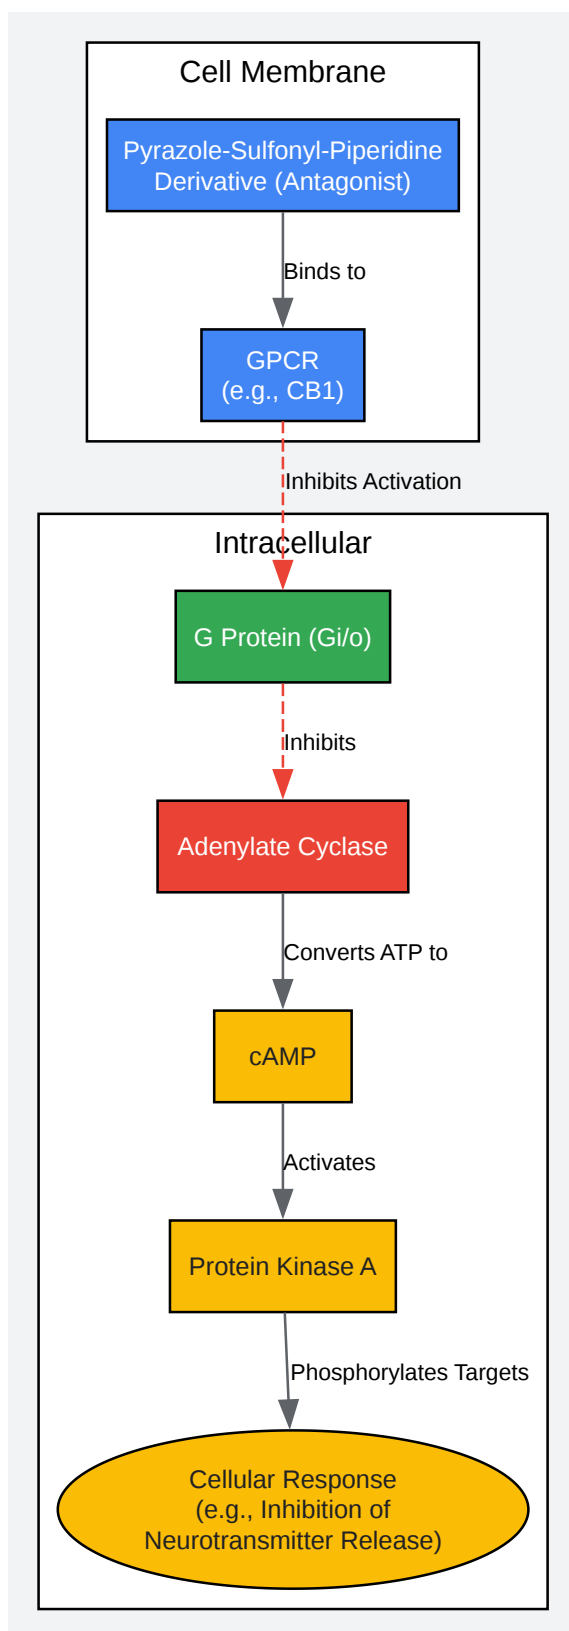 Cell Membrane
Pyrazole-Sulfonyl-Piperidine
Derivative (Antagonist)
Binds to
GPCR
(e.g., CB1)
Inhibits Activation
Intracellular
G Protein (Gi/o)
Inhibits
Adenylate Cyclase
Converts ATP to
cAMP
Activates
Protein Kinase A
Phosphorylates Targets
Cellular Response
(e.g., Inhibition of
Neurotransmitter Release)